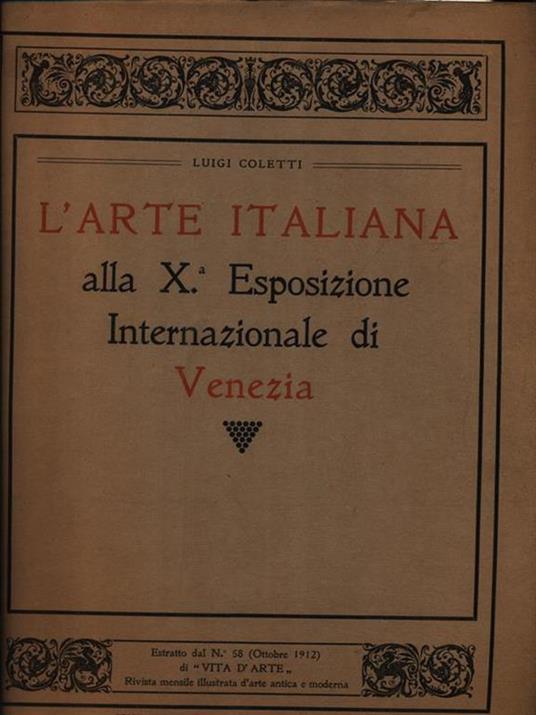 LUIGI COLETTI
L'ARTE ITALIANA
alla X.ª Esposizione
Internazionale di
Venezia
Estratto dal N.º 58 (Ottobre 1912)
di "VITA D'ARTE„
Rivista mensile illustrata d'arte antica e moderna